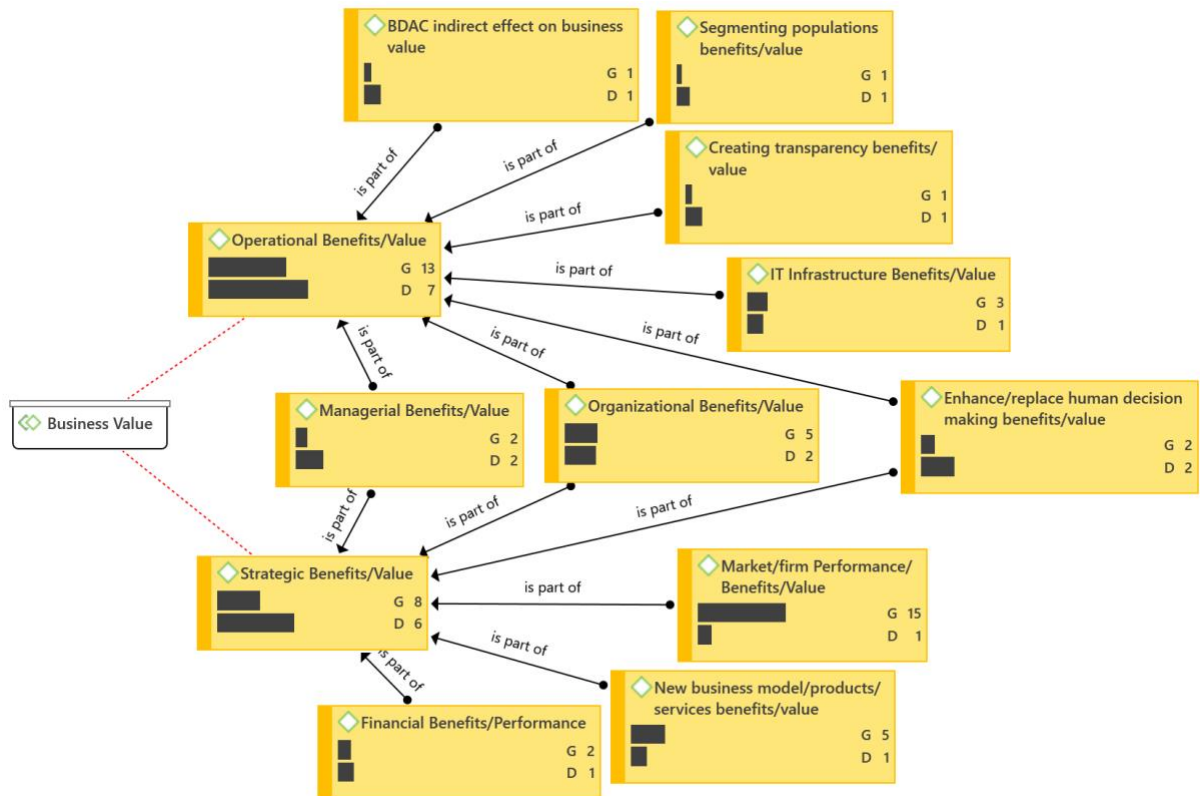 BDAC indirect effect on business
value
G 1
D 1
Segmenting populations
benefits/value
G 1
D 1
is part of
is part of
Creating transparency benefits/
value
G 1
D 1
is part of
Operational Benefits/Value
G 13
D 7
is part of
IT Infrastructure Benefits/Value
G 3
D 1
is part of
is part of
is part of
Business Value
Managerial Benefits/Value
G 2
D 2
Organizational Benefits/Value
G 5
D 2
Enhance/replace human decision
making benefits/value
G 2
D 2
is part of
is part of
is part of
Strategic Benefits/Value
G 8
D 6
is part of
Market/firm Performance/
Benefits/Value
G 15
D 1
is part of
is part of
New business model/products/
services benefits/value
G 5
D 1
Financial Benefits/Performance
G 2
D 1